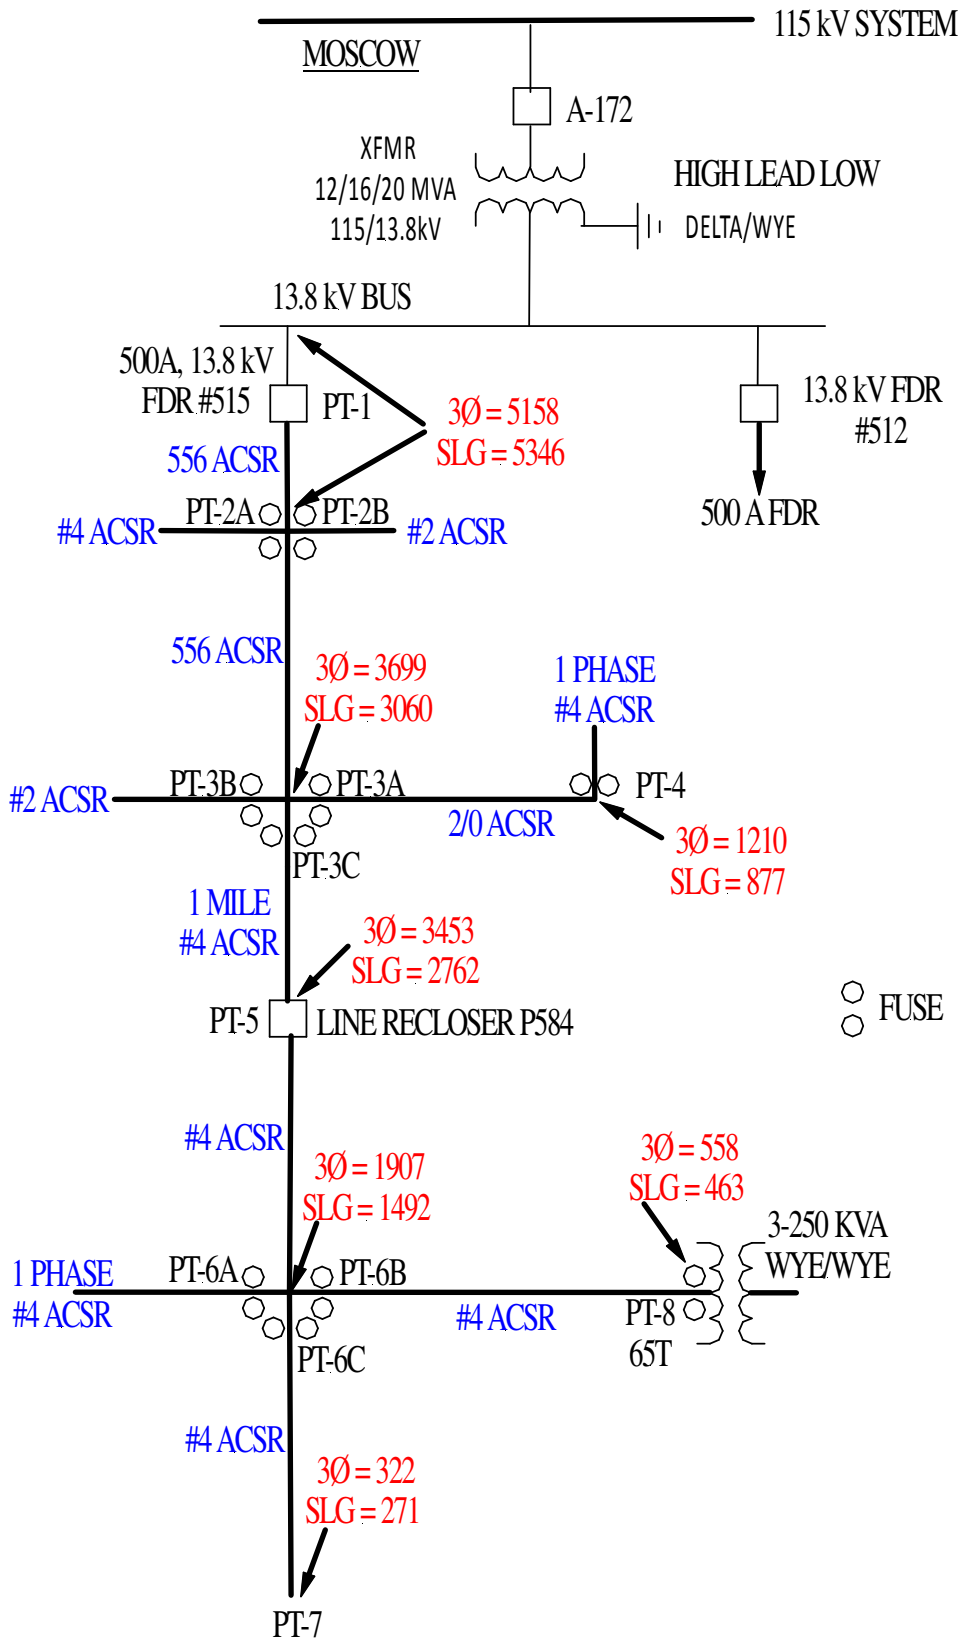 115 kV SYSTEM
MOSCOW
A-172
XFMR
12/16/20 MVA
115/13.8kV
HIGH LEAD LOW
DELTA/WYE
13.8 kV BUS
500A, 13.8 kV
FDR #515
PT-1
3Ø = 5158
SLG = 5346
13.8 kV FDR
#512
556 ACSR
PT-2A
PT-2B
#4 ACSR
#2 ACSR
500 A FDR
556 ACSR
3Ø = 3699
SLG = 3060
1 PHASE
#4 ACSR
PT-3B
PT-3A
PT-4
#2 ACSR
2/0 ACSR
3Ø = 1210
SLG = 877
PT-3C
1 MILE
#4 ACSR
3Ø = 3453
SLG = 2762
PT-5
LINE RECLOSER P584
FUSE
#4 ACSR
3Ø = 1907
SLG = 1492
3Ø = 558
SLG = 463
3-250 KVA
WYE/WYE
1 PHASE
#4 ACSR
PT-6A
PT-6B
#4 ACSR
PT-8
65T
PT-6C
#4 ACSR
3Ø = 322
SLG = 271
PT-7